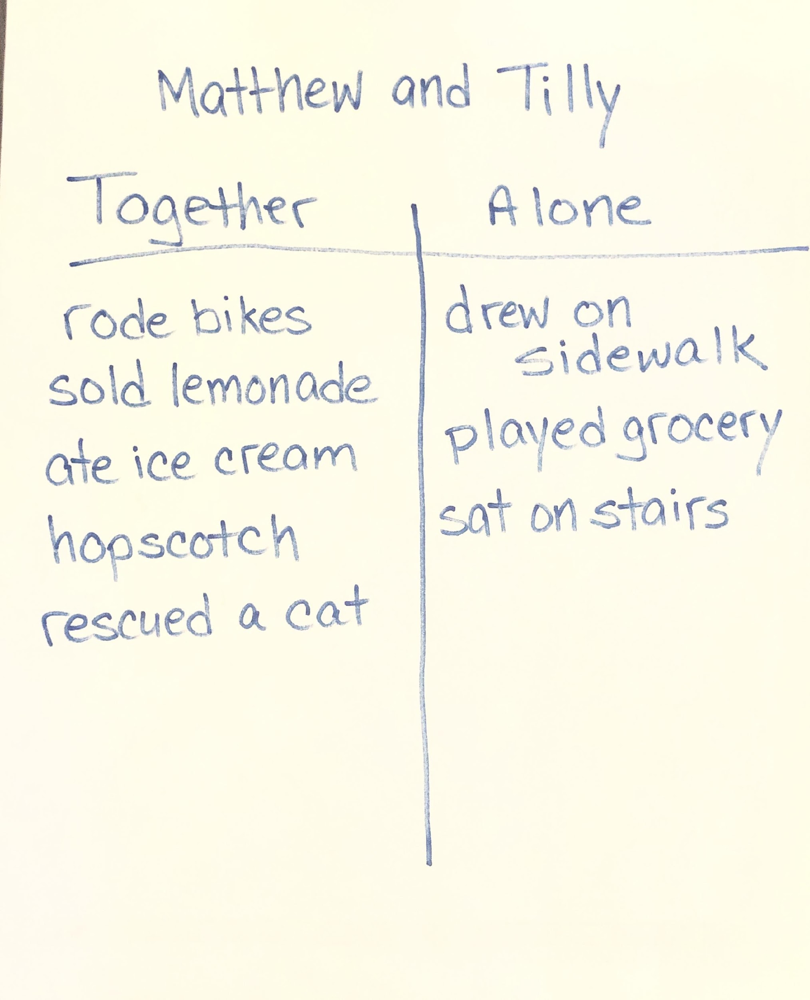 Matthew and Tilly
Together
rode bikes
sold lemonade
ate ice cream
hopscotch
rescued a cat
Alone
drew on
sidewalk
played grocery
sat on stairs